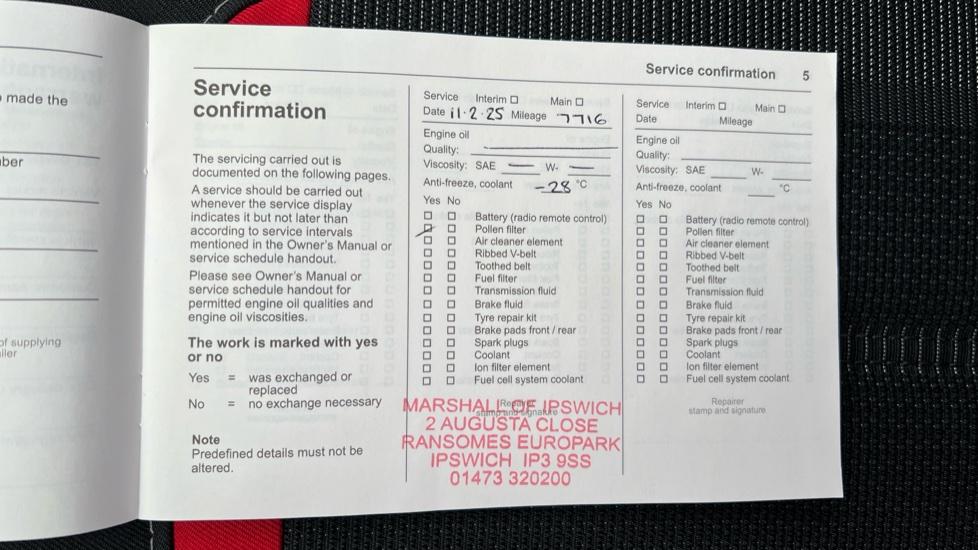 made the
ber
of supplying
Service confirmation 5
Service
confirmation
The servicing carried out is
documented on the following pages.
A service should be carried out
whenever the service display
indicates it but not later than
according to service intervals
mentioned in the Owner's Manual or
service schedule handout.
Please see Owner's Manual or
service schedule handout for
permitted engine oil qualities and
engine oil viscosities.
The work is marked with yes
or no
Yes = was exchanged or
replaced
No = no exchange necessary
Note
Predefined details must not be
altered.
Service Interim ☐ Main ☐
Date 11·2·25 Mileage 7716
Engine oil
Quality:
Viscosity: SAE — W- —
Anti-freeze, coolant -28 °C
Yes No
Battery (radio remote control)
Pollen filter
Air cleaner element
Ribbed V-belt
Toothed belt
Fuel filter
Transmission fluid
Brake fluid
Tyre repair kit
Brake pads front / rear
Spark plugs
Coolant
Ion filter element
Fuel cell system coolant
Repairer
stamp and signature
MARSHALL OF IPSWICH
2 AUGUSTA CLOSE
RANSOMES EUROPARK
IPSWICH IP3 9SS
01473 320200
Service Interim ☐ Main ☐
Date Mileage
Engine oil
Quality:
Viscosity: SAE W-
Anti-freeze, coolant °C
Yes No
Battery (radio remote control)
Pollen filter
Air cleaner element
Ribbed V-belt
Toothed belt
Fuel filter
Transmission fluid
Brake fluid
Tyre repair kit
Brake pads front / rear
Spark plugs
Coolant
Ion filter element
Fuel cell system coolant
Repairer
stamp and signature